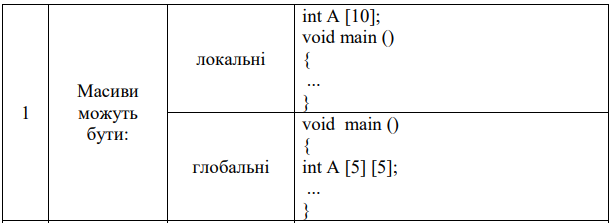 1
Масиви
можуть
бути:
локальні
int A [10];
void main ()
{
...
}
глобальні
void main ()
{
int A [5] [5];
...
}